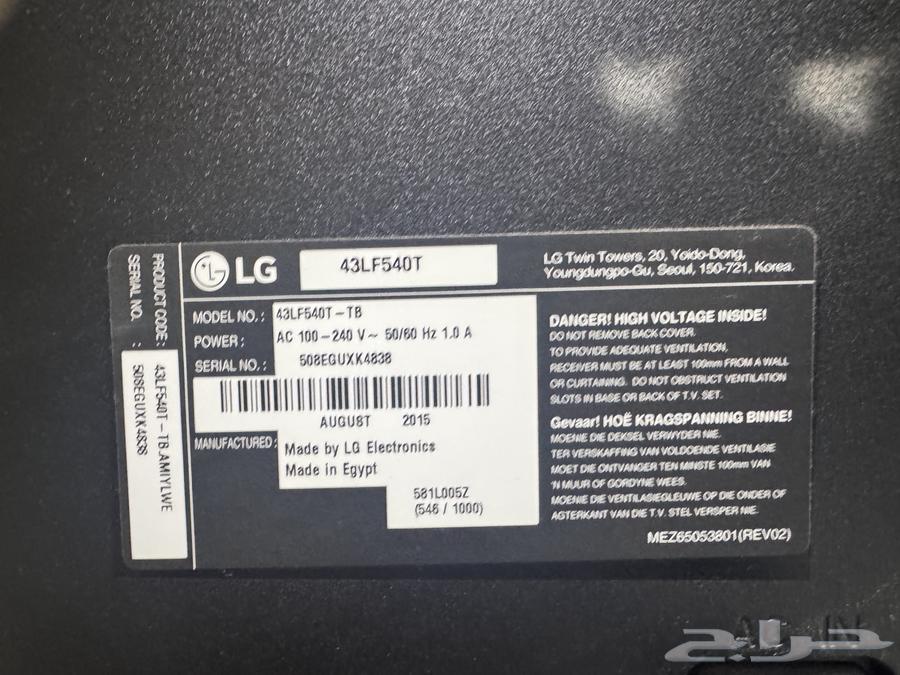 LG
43LF540T
LG Twin Towers, 20, Yoido-Dong,
Youngdungpo-Gu, Seoul, 150-721, Korea.
MODEL NO. : 43LF540T-TB
POWER : AC 100-240 V~ 50/60 Hz 1.0 A
SERIAL NO. : 508EGUXK4838
AUGUST 2015
MANUFACTURED : Made by LG Electronics
Made in Egypt
581L005Z
(546 / 1000)
PRODUCT CODE : 43LF540T-TB.AMIYLWE
SERIAL NO. : 508EGUXK4838
DANGER! HIGH VOLTAGE INSIDE!
DO NOT REMOVE BACK COVER.
TO PROVIDE ADEQUATE VENTILATION,
RECEIVER MUST BE AT LEAST 100mm FROM A WALL
OR CURTAINING. DO NOT OBSTRUCT VENTILATION
SLOTS IN BASE OR BACK OF T.V. SET.
Gevaar! HOË KRAGSPANNING BINNE!
MOENIE DIE DEKSEL VERWYDER NIE.
TER VERSKAFFING VAN VOLDOENDE VENTILASIE
MOET DIE ONTVANGER TEN MINSTE 100mm VAN
'N MUUR OF GORDYNE WEES.
MOENIE DIE VENTILASIEGLEUWE OP DIE ONDER OF
AGTERKANT VAN DIE T.V. STEL VERSPER NIE.
MEZ65053801(REV02)
AC IN
حراج